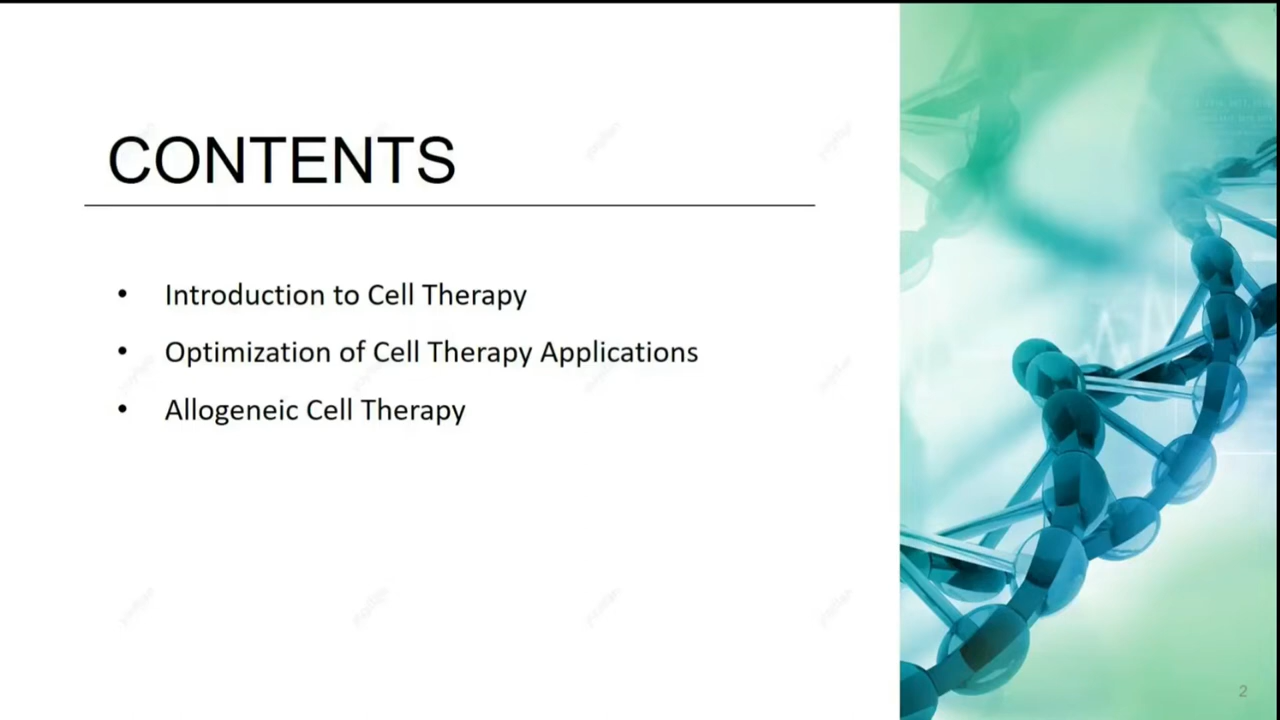 CONTENTS
• Introduction to Cell Therapy
• Optimization of Cell Therapy Applications
• Allogeneic Cell Therapy
2